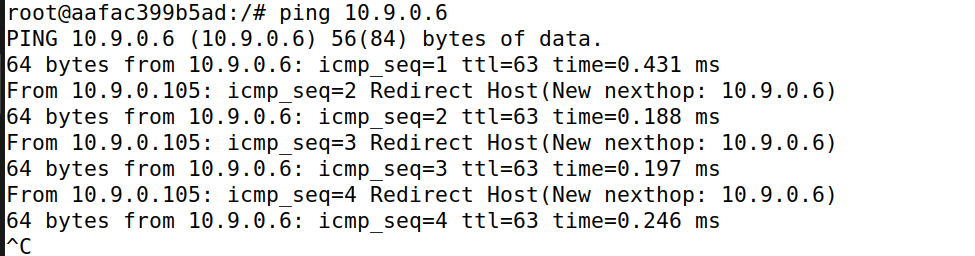 root@aafac399b5ad:/# ping 10.9.0.6
PING 10.9.0.6 (10.9.0.6) 56(84) bytes of data.
64 bytes from 10.9.0.6: icmp_seq=1 ttl=63 time=0.431 ms
From 10.9.0.105: icmp_seq=2 Redirect Host(New nexthop: 10.9.0.6)
64 bytes from 10.9.0.6: icmp_seq=2 ttl=63 time=0.188 ms
From 10.9.0.105: icmp_seq=3 Redirect Host(New nexthop: 10.9.0.6)
64 bytes from 10.9.0.6: icmp_seq=3 ttl=63 time=0.197 ms
From 10.9.0.105: icmp_seq=4 Redirect Host(New nexthop: 10.9.0.6)
64 bytes from 10.9.0.6: icmp_seq=4 ttl=63 time=0.246 ms
^C